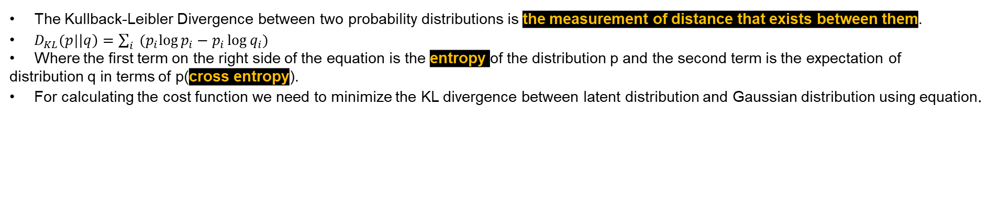 • The Kullback-Leibler Divergence between two probability distributions is the measurement of distance that exists between them.
• D_{KL}(p||q) = ∑_i (p_i log p_i − p_i log q_i)
• Where the first term on the right side of the equation is the entropy of the distribution p and the second term is the expectation of
distribution q in terms of p(cross entropy).
• For calculating the cost function we need to minimize the KL divergence between latent distribution and Gaussian distribution using equation.